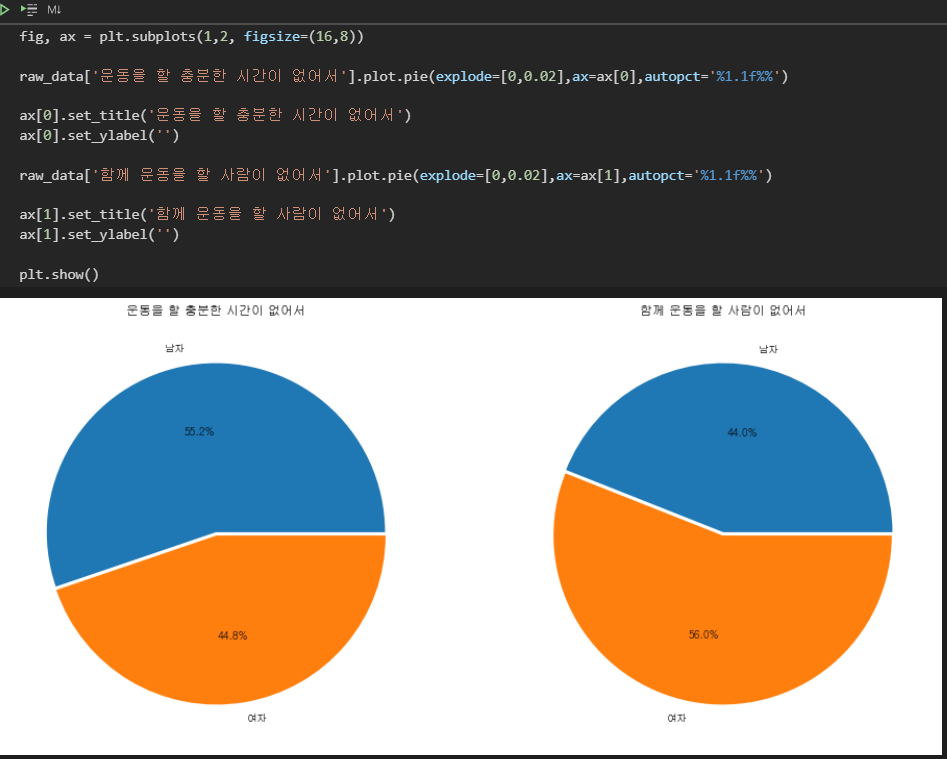 M↓
fig, ax = plt.subplots(1,2, figsize=(16,8))
raw_data['운동을 할 충분한 시간이 없어서'].plot.pie(explode=[0,0.02],ax=ax[0],autopct='%1.1f%%')
ax[0].set_title('운동을 할 충분한 시간이 없어서')
ax[0].set_ylabel('')
raw_data['함께 운동을 할 사람이 없어서'].plot.pie(explode=[0,0.02],ax=ax[1],autopct='%1.1f%%')
ax[1].set_title('함께 운동을 할 사람이 없어서')
ax[1].set_ylabel('')
plt.show()
운동을 할 충분한 시간이 없어서
남자
55.2%
44.8%
여자
함께 운동을 할 사람이 없어서
남자
44.0%
56.0%
여자